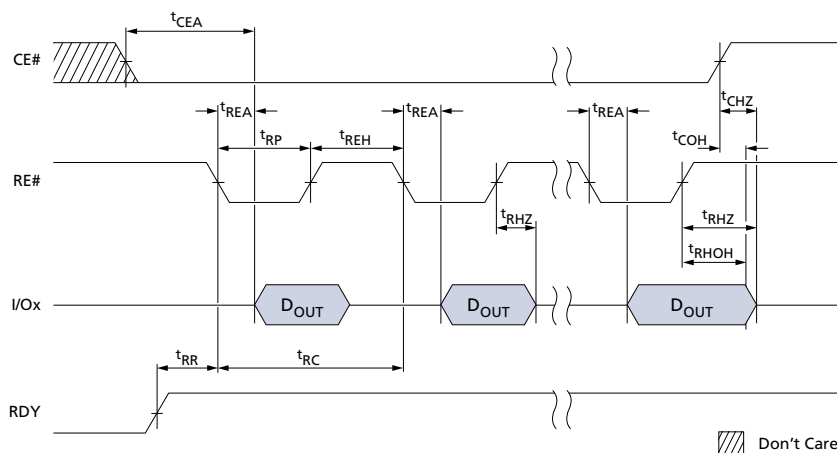 tCEA
CE#
tREA
tREA
tREA
tCHZ
tRP
tREH
tCOH
RE#
tRHZ
tRHZ
tRHOH
I/Ox
DOUT
DOUT
DOUT
tRR
tRC
RDY
Don't Care